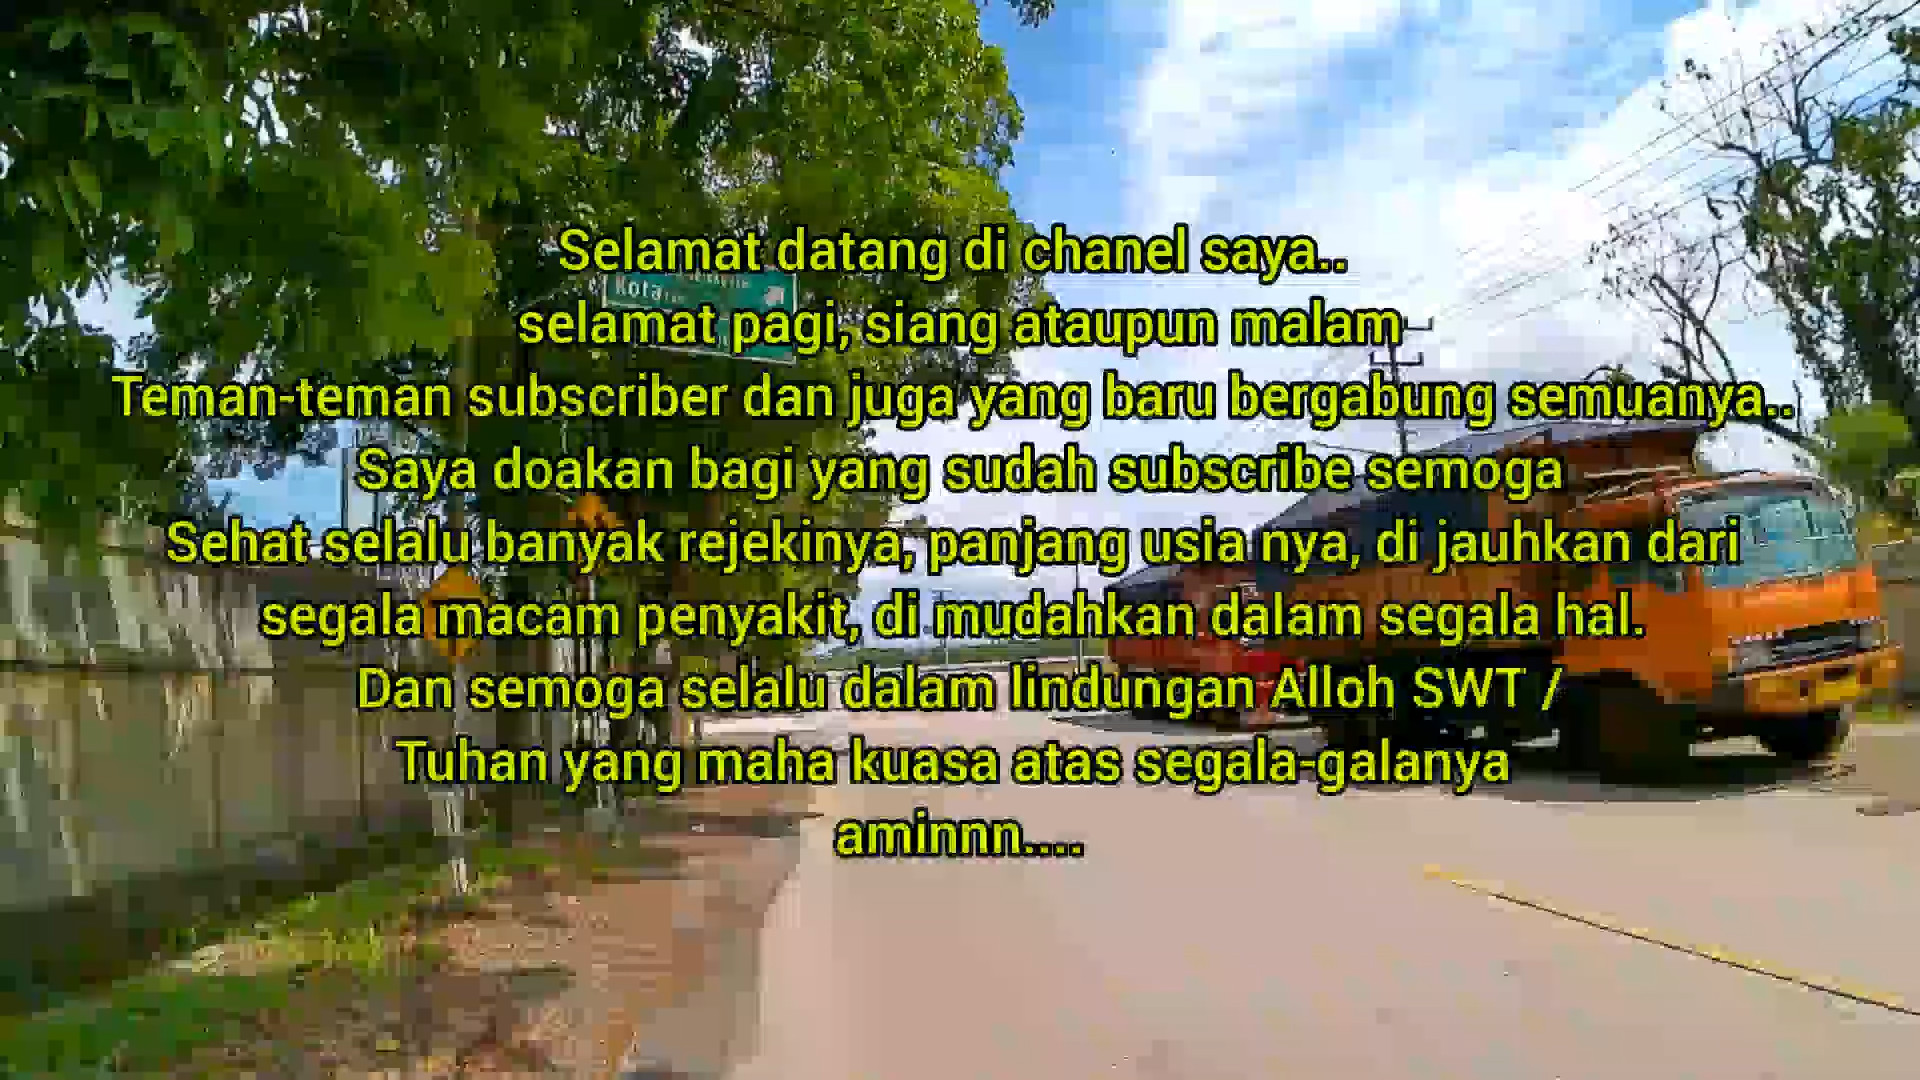 Selamat datang di chanel saya..
Kota
selamat pagi, siang ataupun malam
Teman-teman subscriber dan juga yang baru bergabung semuanya..
Saya doakan bagi yang sudah subscribe semoga
Sehat selalu banyak rejekinya, panjang usia nya, di jauhkan dari
segala macam penyakit, di mudahkan dalam segala hal.
Dan semoga selalu dalam lindungan Alloh SWT /
Tuhan yang maha kuasa atas segala-galanya
aminnn....